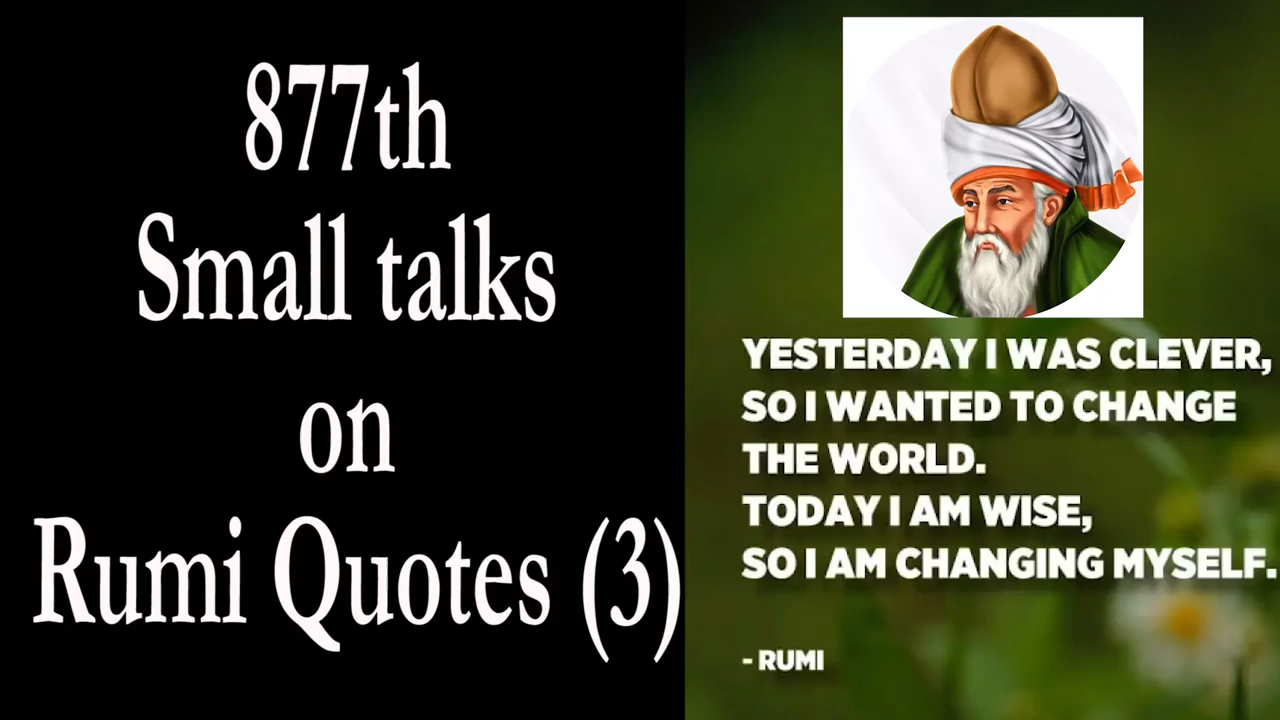 877th
Small talks
on
Rumi Quotes (3)
YESTERDAY I WAS CLEVER,
SO I WANTED TO CHANGE
THE WORLD.
TODAY I AM WISE,
SO I AM CHANGING MYSELF.
- RUMI